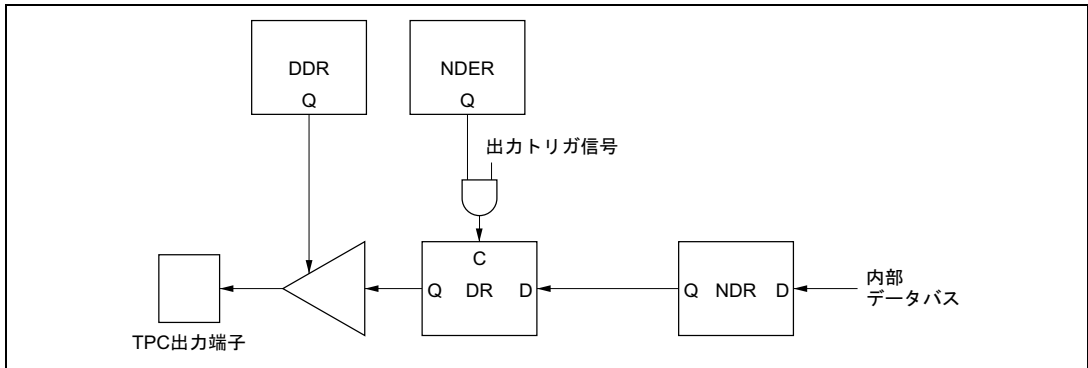 DDR
Q
NDER
Q
出力トリガ信号
C
Q DR D
Q NDR D
内部
データバス
TPC出力端子